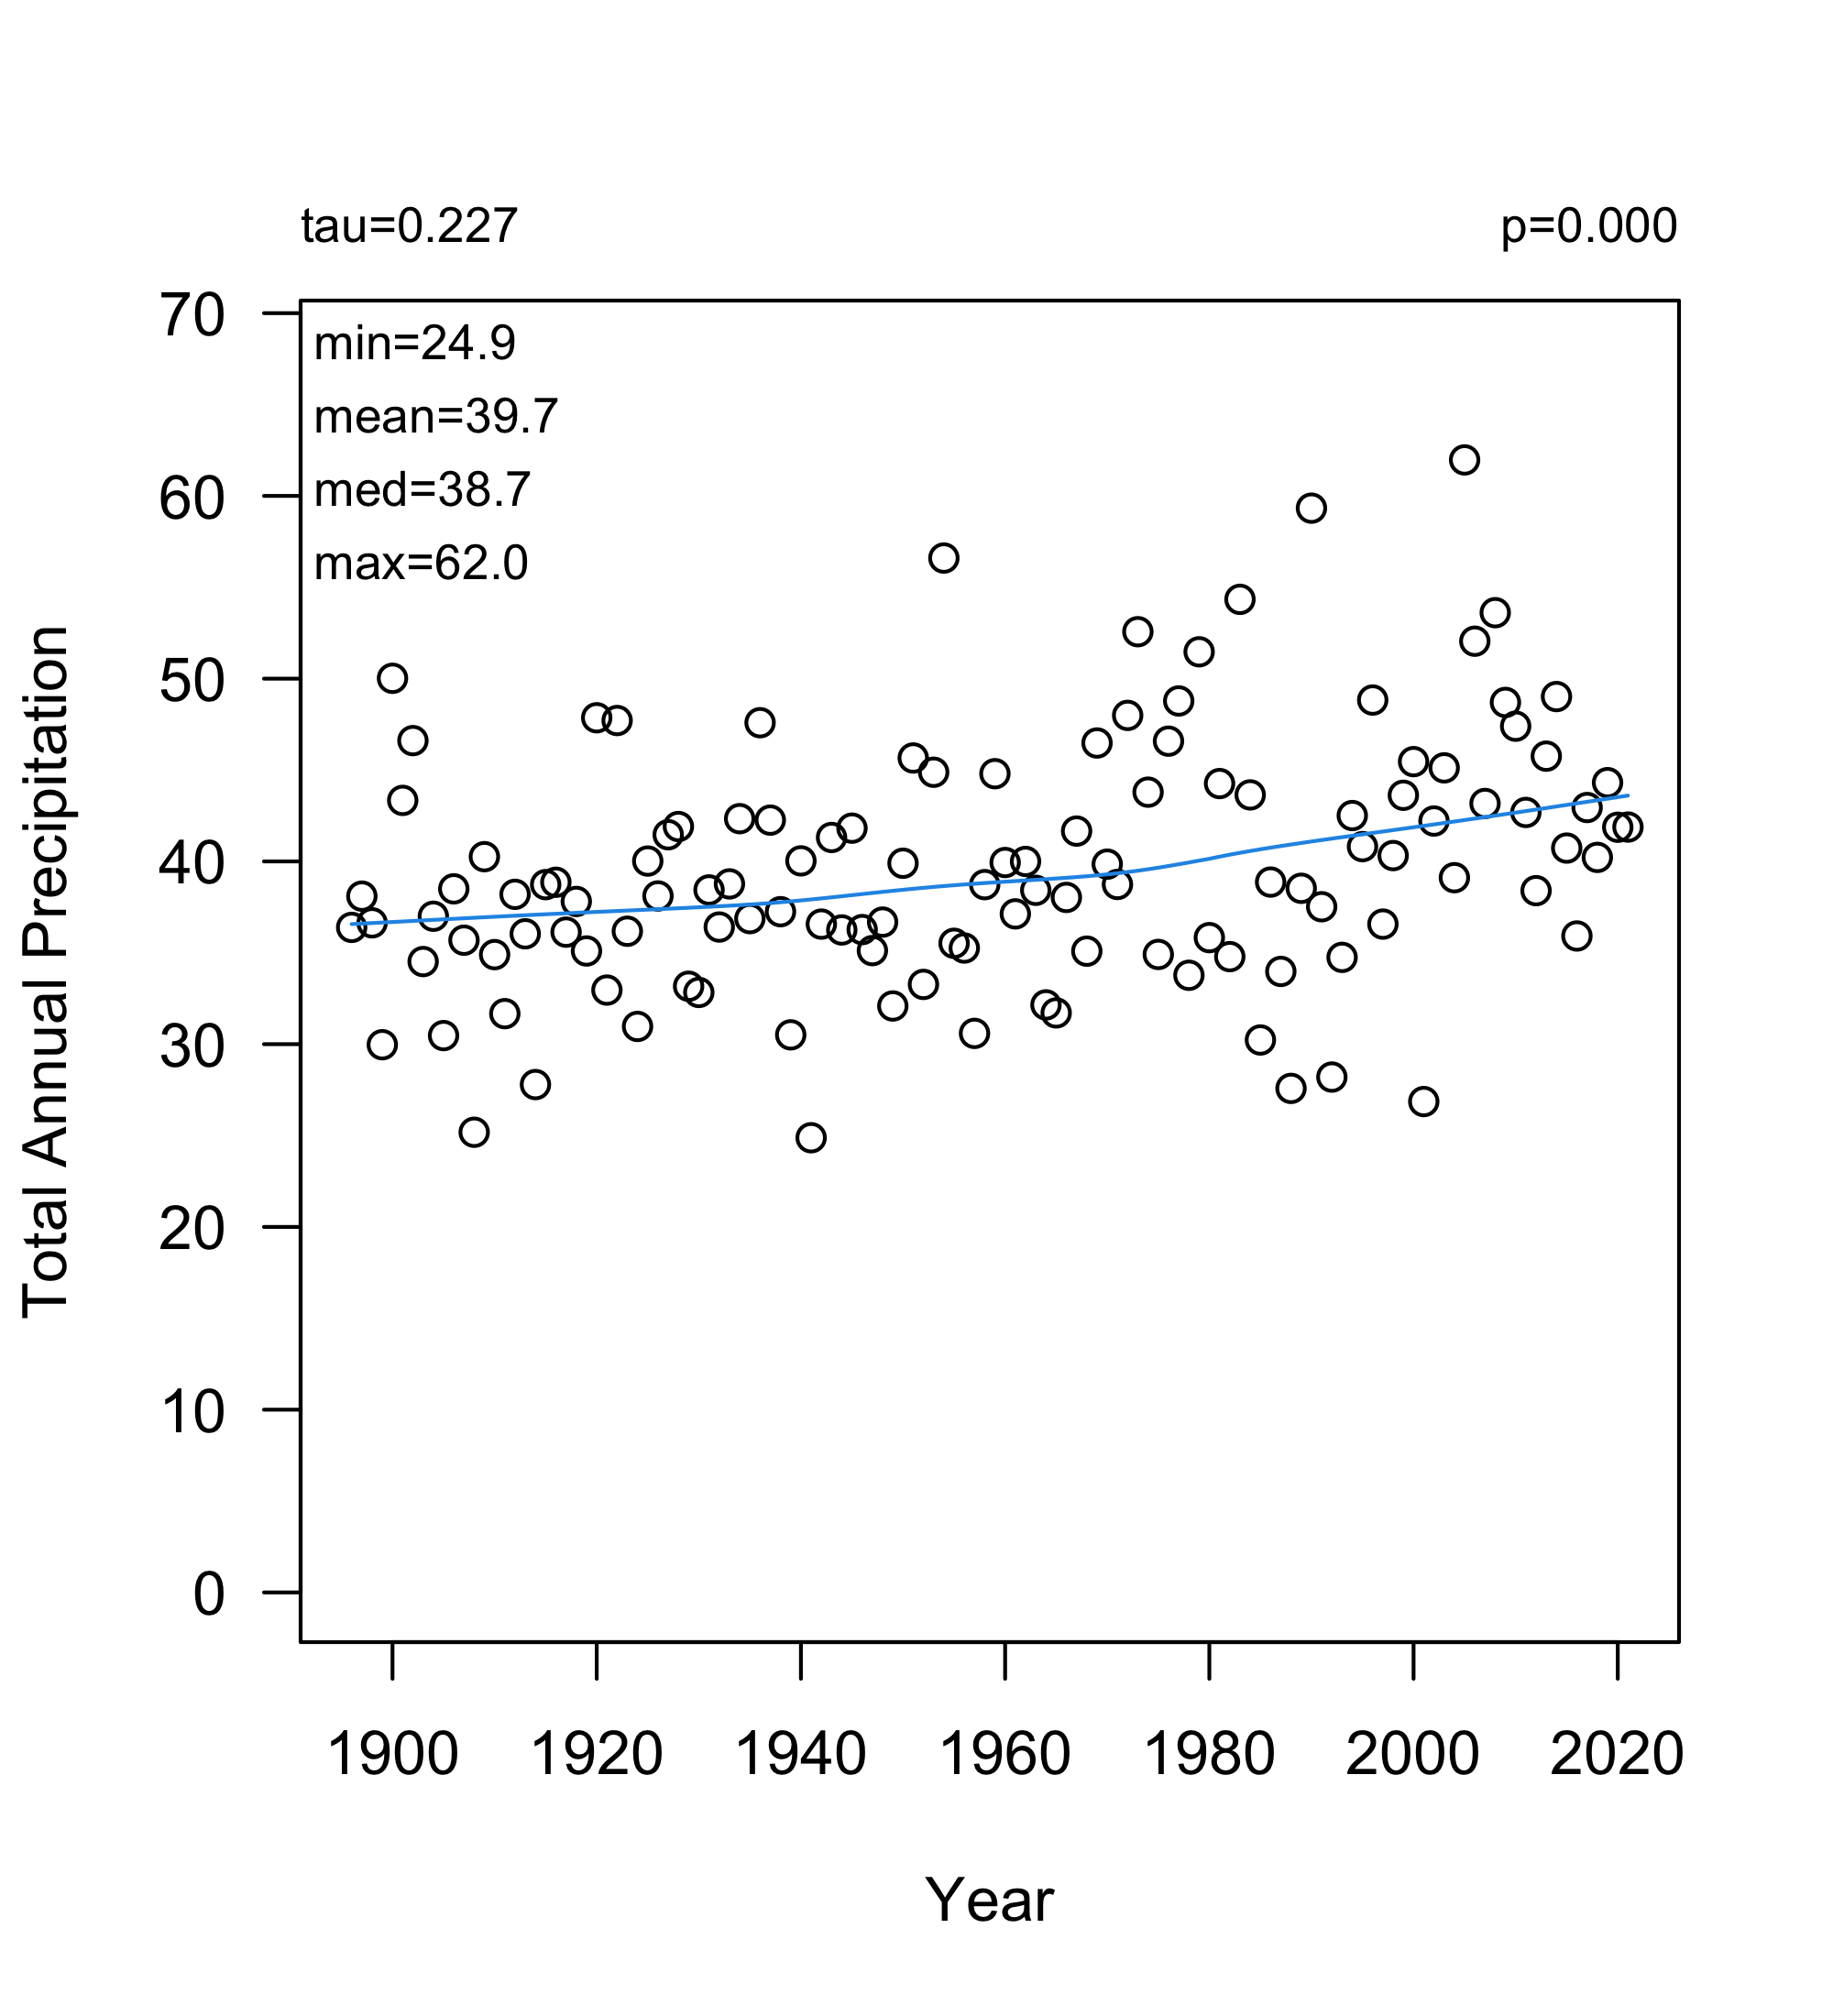 tau=0.227 p=0.000
min=24.9
mean=39.7
med=38.7
max=62.0
70
60
50
40
30
20
10
0
Total Annual Precipitation
1900 1920 1940 1960 1980 2000 2020
Year